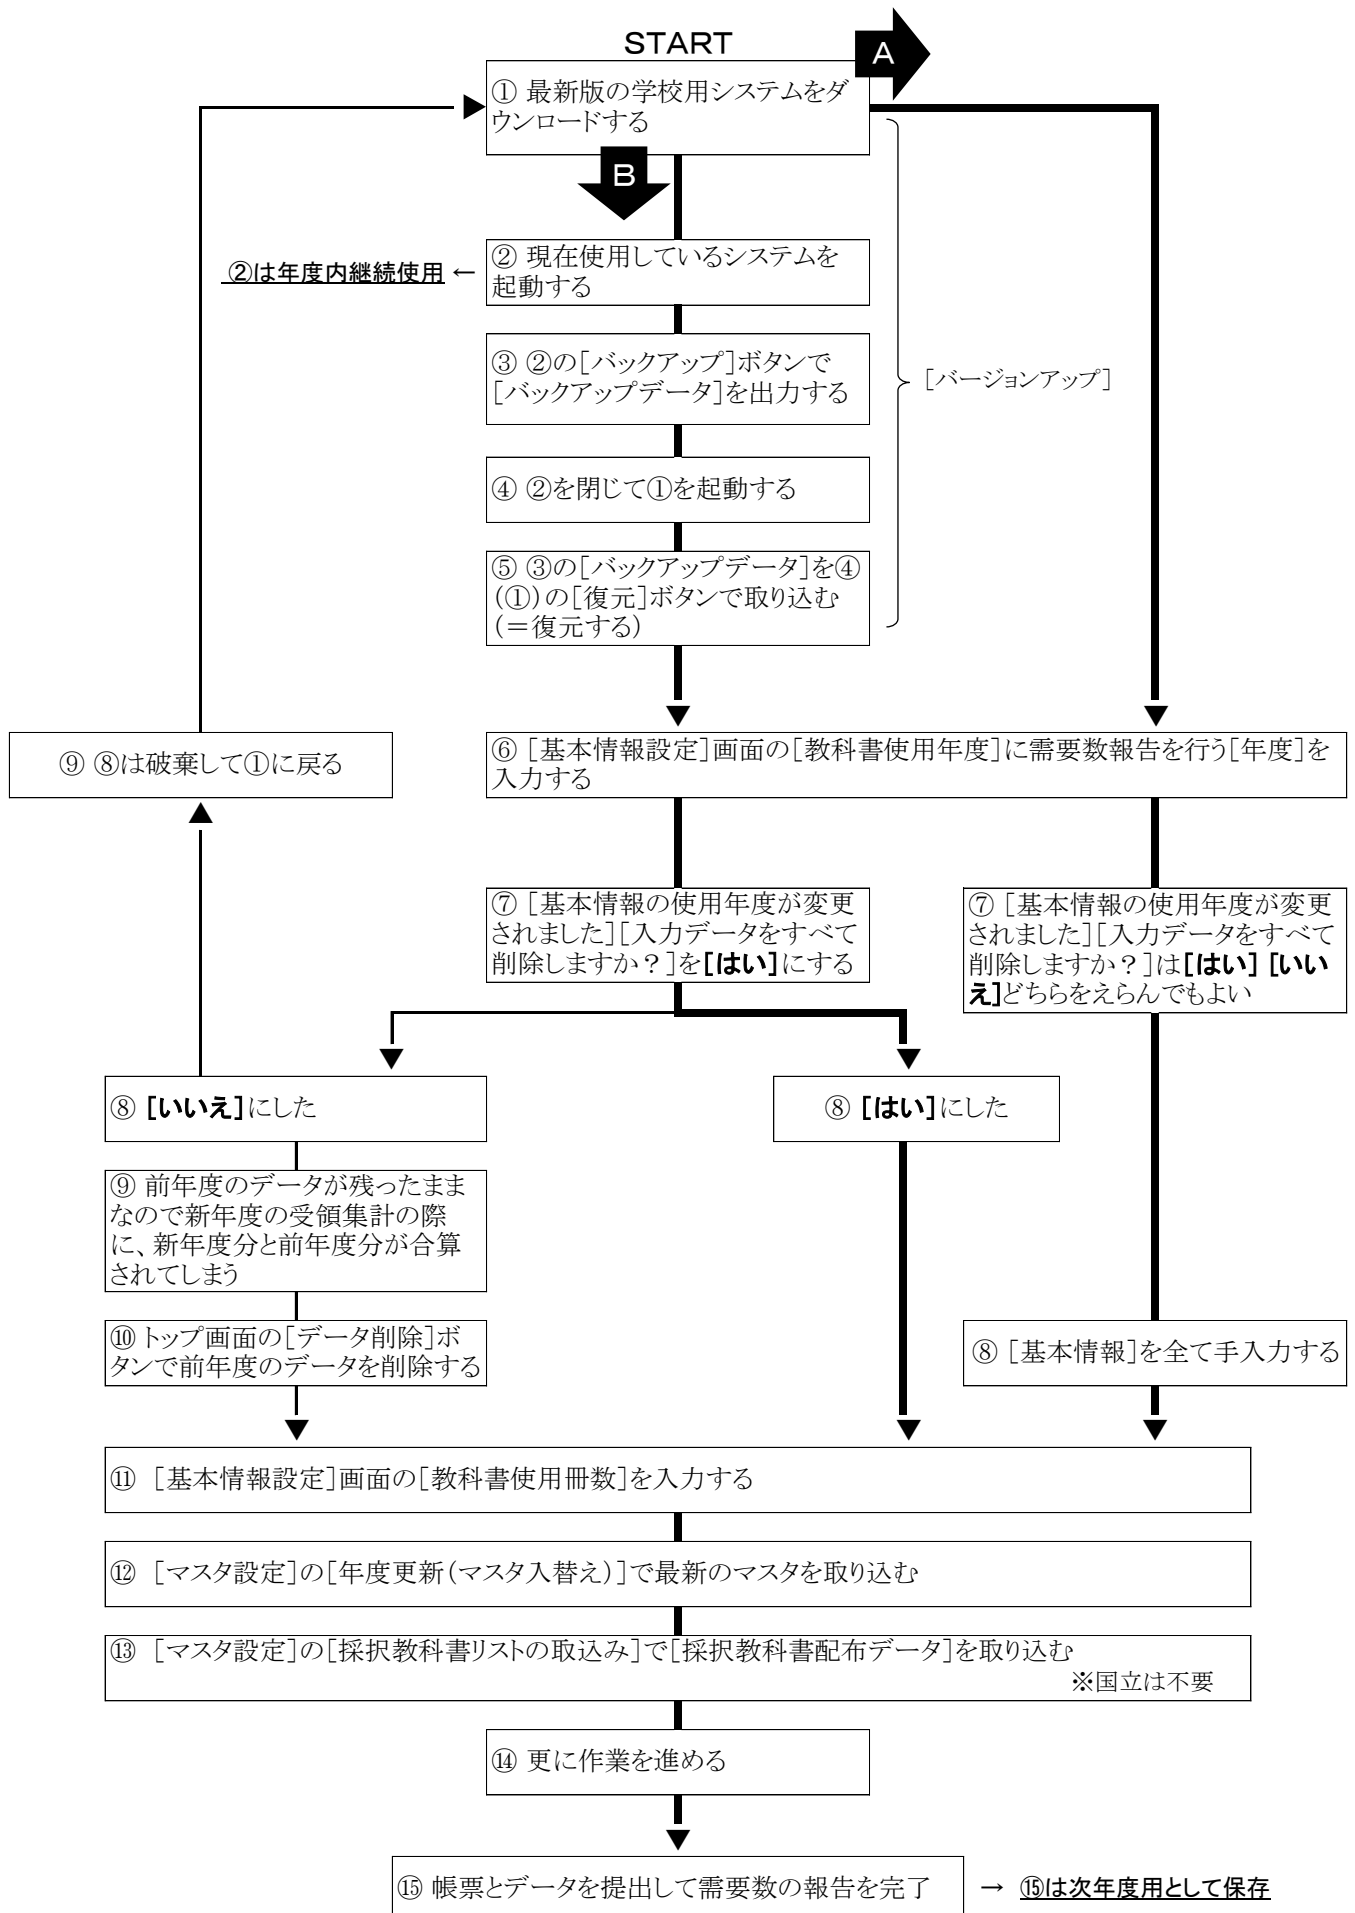 START
A
① 最新版の学校用システムをダ
ウンロードする
B
②は年度内継続使用 ←
② 現在使用しているシステムを
起動する
③ ②の[バックアップ]ボタンで
[バックアップデータ]を出力する
[バージョンアップ]
④ ②を閉じて①を起動する
⑤ ③の[バックアップデータ]を④
(①)の[復元]ボタンで取り込む
(＝復元する)
⑨ ⑧は破棄して①に戻る
⑥ [基本情報設定]画面の[教科書使用年度]に需要数報告を行う[年度]を
入力する
⑦ [基本情報の使用年度が変更
されました][入力データをすべて
削除しますか？]を[はい]にする
⑦ [基本情報の使用年度が変更
されました][入力データをすべて
削除しますか？]は[はい] [いい
え]どちらをえらんでもよい
⑧ [いいえ]にした
⑧ [はい]にした
⑨ 前年度のデータが残ったまま
なので新年度の受領集計の際
に、新年度分と前年度分が合算
されてしまう
⑩ トップ画面の[データ削除]ボ
タンで前年度のデータを削除する
⑧ [基本情報]を全て手入力する
⑪ [基本情報設定]画面の[教科書使用冊数]を入力する
⑫ [マスタ設定]の[年度更新(マスタ入替え)]で最新のマスタを取り込む
⑬ [マスタ設定]の[採択教科書リストの取込み]で[採択教科書配布データ]を取り込む
※国立は不要
⑭ 更に作業を進める
⑮ 帳票とデータを提出して需要数の報告を完了
→ ⑮は次年度用として保存